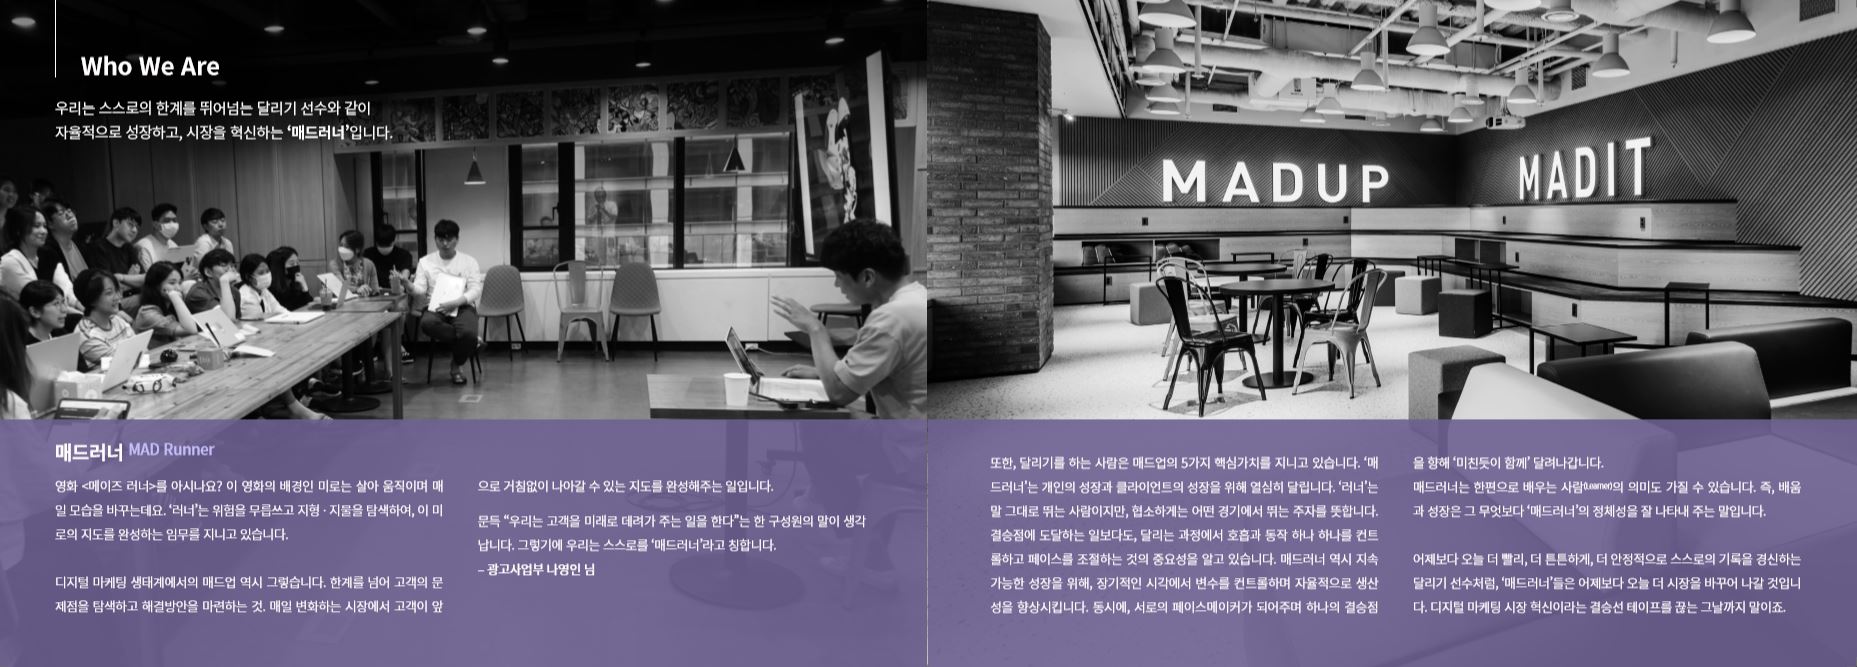 Who We Are
우리는 스스로의 한계를 뛰어넘는 달리기 선수와 같이
자율적으로 성장하고, 시장을 혁신하는 ‘매드러너’입니다.
MADUP
MADIT
매드러너 MAD Runner
영화 <메이즈 러너>를 아시나요? 이 영화의 배경인 미로는 살아 움직이며 매
일 모습을 바꾸는데요. ‘러너’는 위험을 무릅쓰고 지형 · 지물을 탐색하여, 이 미
로의 지도를 완성하는 임무를 지니고 있습니다.
디지털 마케팅 생태계에서의 매드업 역시 그렇습니다. 한계를 넘어 고객의 문
제점을 탐색하고 해결방안을 마련하는 것. 매일 변화하는 시장에서 고객이 앞
으로 거침없이 나아갈 수 있는 지도를 완성해주는 일입니다.
문득 “우리는 고객을 미래로 데려가 주는 일을 한다”는 한 구성원의 말이 생각
납니다. 그렇기에 우리는 스스로를 ‘매드러너’라고 칭합니다.
– 광고사업부 나영인 님
또한, 달리기를 하는 사람은 매드업의 5가지 핵심가치를 지니고 있습니다. ‘매
드러너’는 개인의 성장과 클라이언트의 성장을 위해 열심히 달립니다. ‘러너’는
말 그대로 뛰는 사람이지만, 협소하게는 어떤 경기에서 뛰는 주자를 뜻합니다.
결승점에 도달하는 일보다도, 달리는 과정에서 호흡과 동작 하나 하나를 컨트
롤하고 페이스를 조절하는 것의 중요성을 알고 있습니다. 매드러너 역시 지속
가능한 성장을 위해, 장기적인 시각에서 변수를 컨트롤하며 자율적으로 생산
성을 향상시킵니다. 동시에, 서로의 페이스메이커가 되어주며 하나의 결승점
을 향해 ‘미친듯이 함께’ 달려나갑니다.
매드러너는 한편으로 배우는 사람(Learner)의 의미도 가질 수 있습니다. 즉, 배움
과 성장은 그 무엇보다 ‘매드러너’의 정체성을 잘 나타내 주는 말입니다.
어제보다 오늘 더 빨리, 더 튼튼하게, 더 안정적으로 스스로의 기록을 경신하는
달리기 선수처럼, ‘매드러너’들은 어제보다 오늘 더 시장을 바꾸어 나갈 것입니
다. 디지털 마케팅 시장 혁신이라는 결승선 테이프를 끊는 그날까지 말이죠.